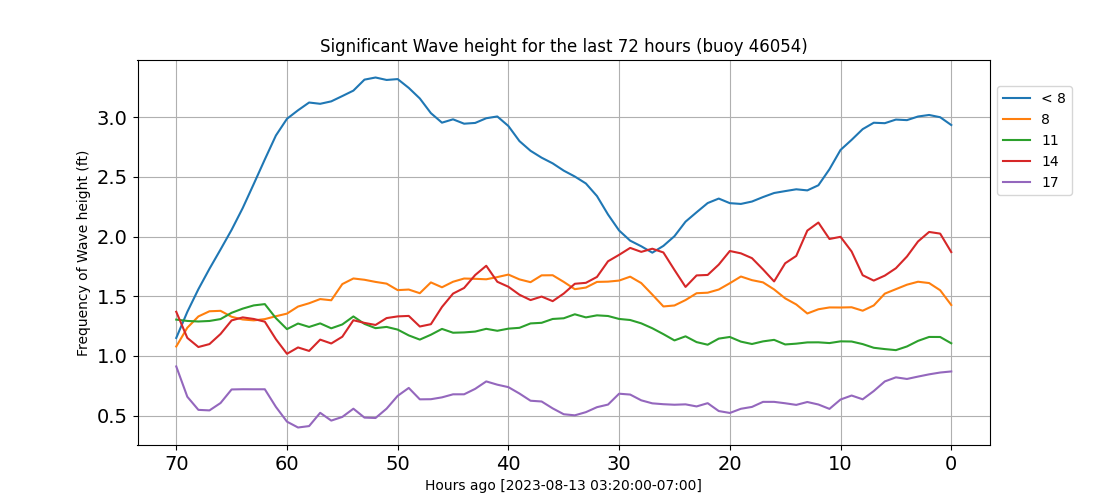 Significant Wave height for the last 72 hours (buoy 46054)
Frequency of Wave height (ft)
3.0
2.5
2.0
1.5
1.0
0.5
70 60 50 40 30 20 10 0
Hours ago [2023-08-13 03:20:00-07:00]
< 8
8
11
14
17